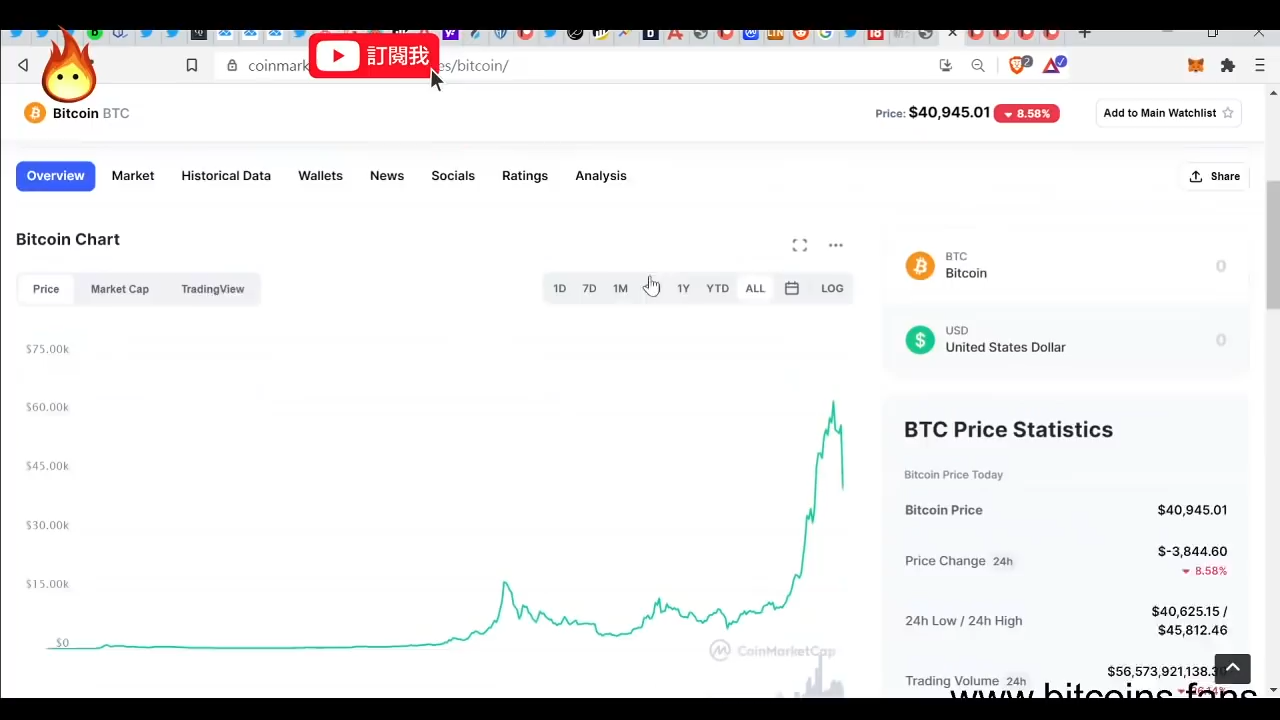 訂閱我
coinmark
es/bitcoin/
2
Bitcoin BTC
Price: $40,945.01 8.58%
Add to Main Watchlist
Overview Market Historical Data Wallets News Socials Ratings Analysis
Share
Bitcoin Chart
Price Market Cap TradingView
1D 7D 1M 1Y YTD ALL LOG
$75.00k
$60.00k
$45.00k
$30.00k
$15.00k
$0
CoinMarketCap
BTC
Bitcoin
0
USD
United States Dollar
0
BTC Price Statistics
Bitcoin Price Today
Bitcoin Price $40,945.01
Price Change 24h $-3,844.60
8.58%
24h Low / 24h High $40,625.15 /
$45,812.46
Trading Volume 24h
www.bitcoins.fans